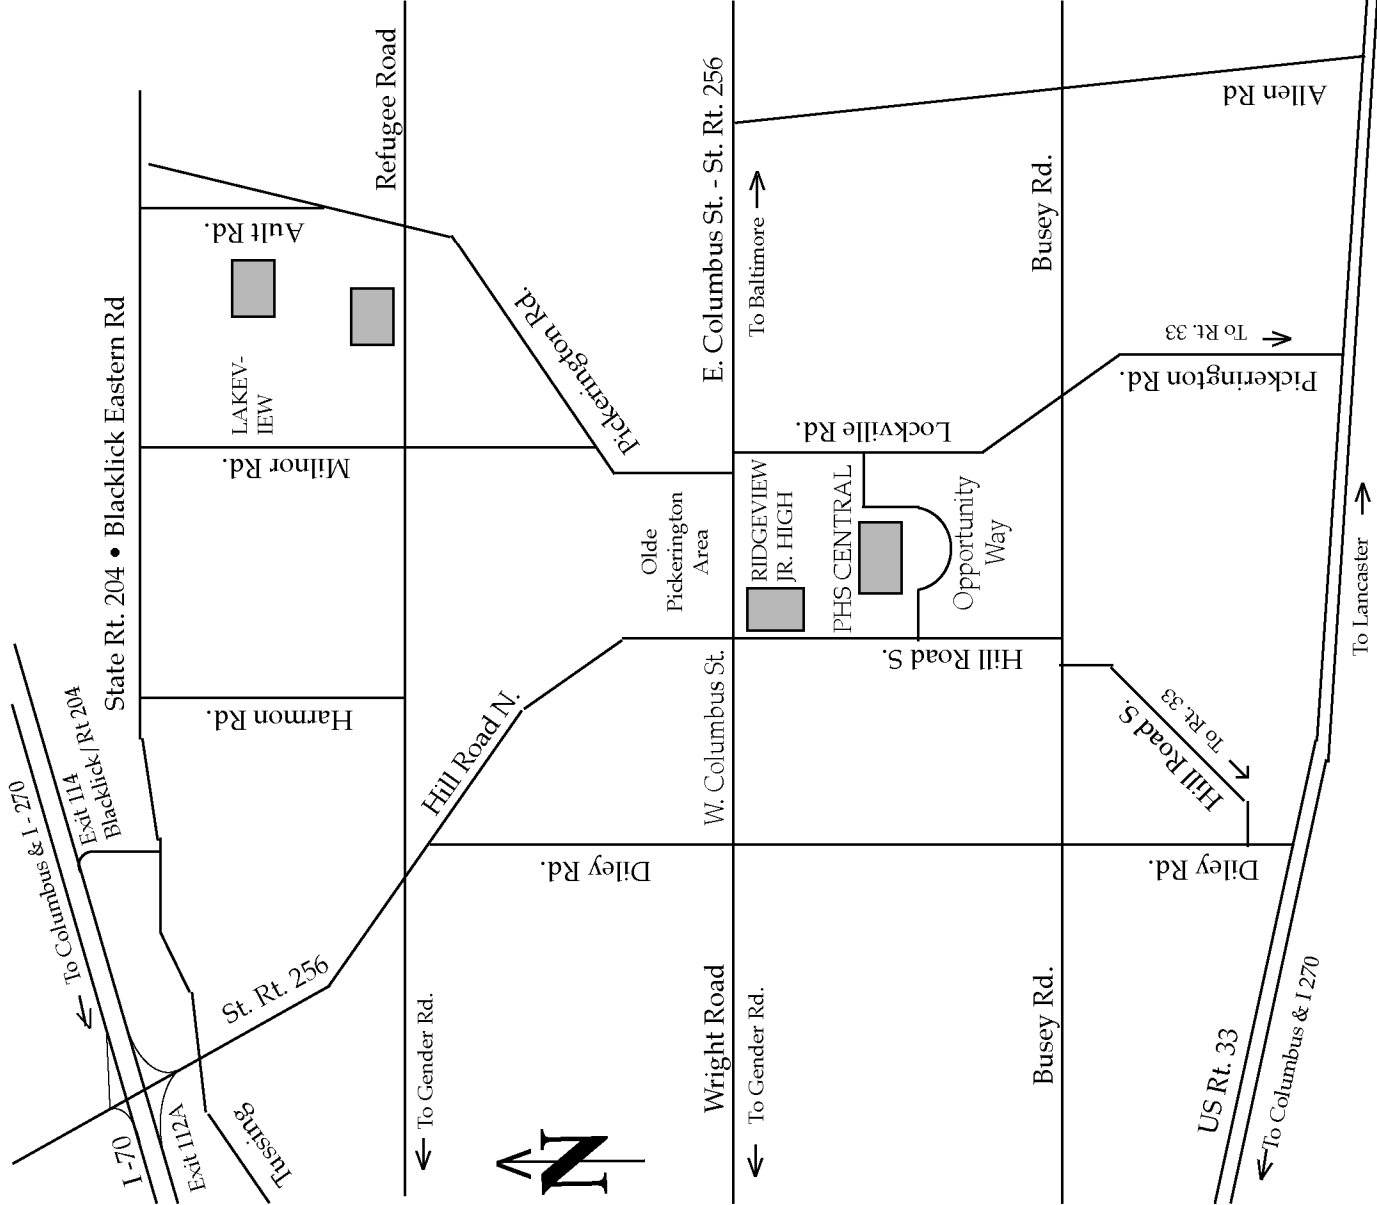 State Rt. 204 • Blacklick Eastern Rd
Refugee Road
E. Columbus St. - St. Rt. 256
Allen Rd
Ault Rd.
To Baltimore
Busey Rd.
LAKEV-
IEW
Pickerington Rd.
To Rt. 33
Pickerington Rd.
Milnor Rd.
Lockville Rd.
Olde
Pickerington
Area
RIDGEVIEW
JR. HIGH
PHS CENTRAL
Opportunity
Way
To Lancaster
Harmon Rd.
Hill Road N.
W. Columbus St.
Hill Road S.
To Rt. 33
Hill Road S.
To Columbus & I - 270
Exit 114
Blacklick/Rt 204
Diley Rd.
Diley Rd.
St. Rt. 256
To Gender Rd.
Wright Road
To Gender Rd.
Busey Rd.
US Rt. 33
To Columbus & I 270
I -70
Exit 112A
Tussing
N